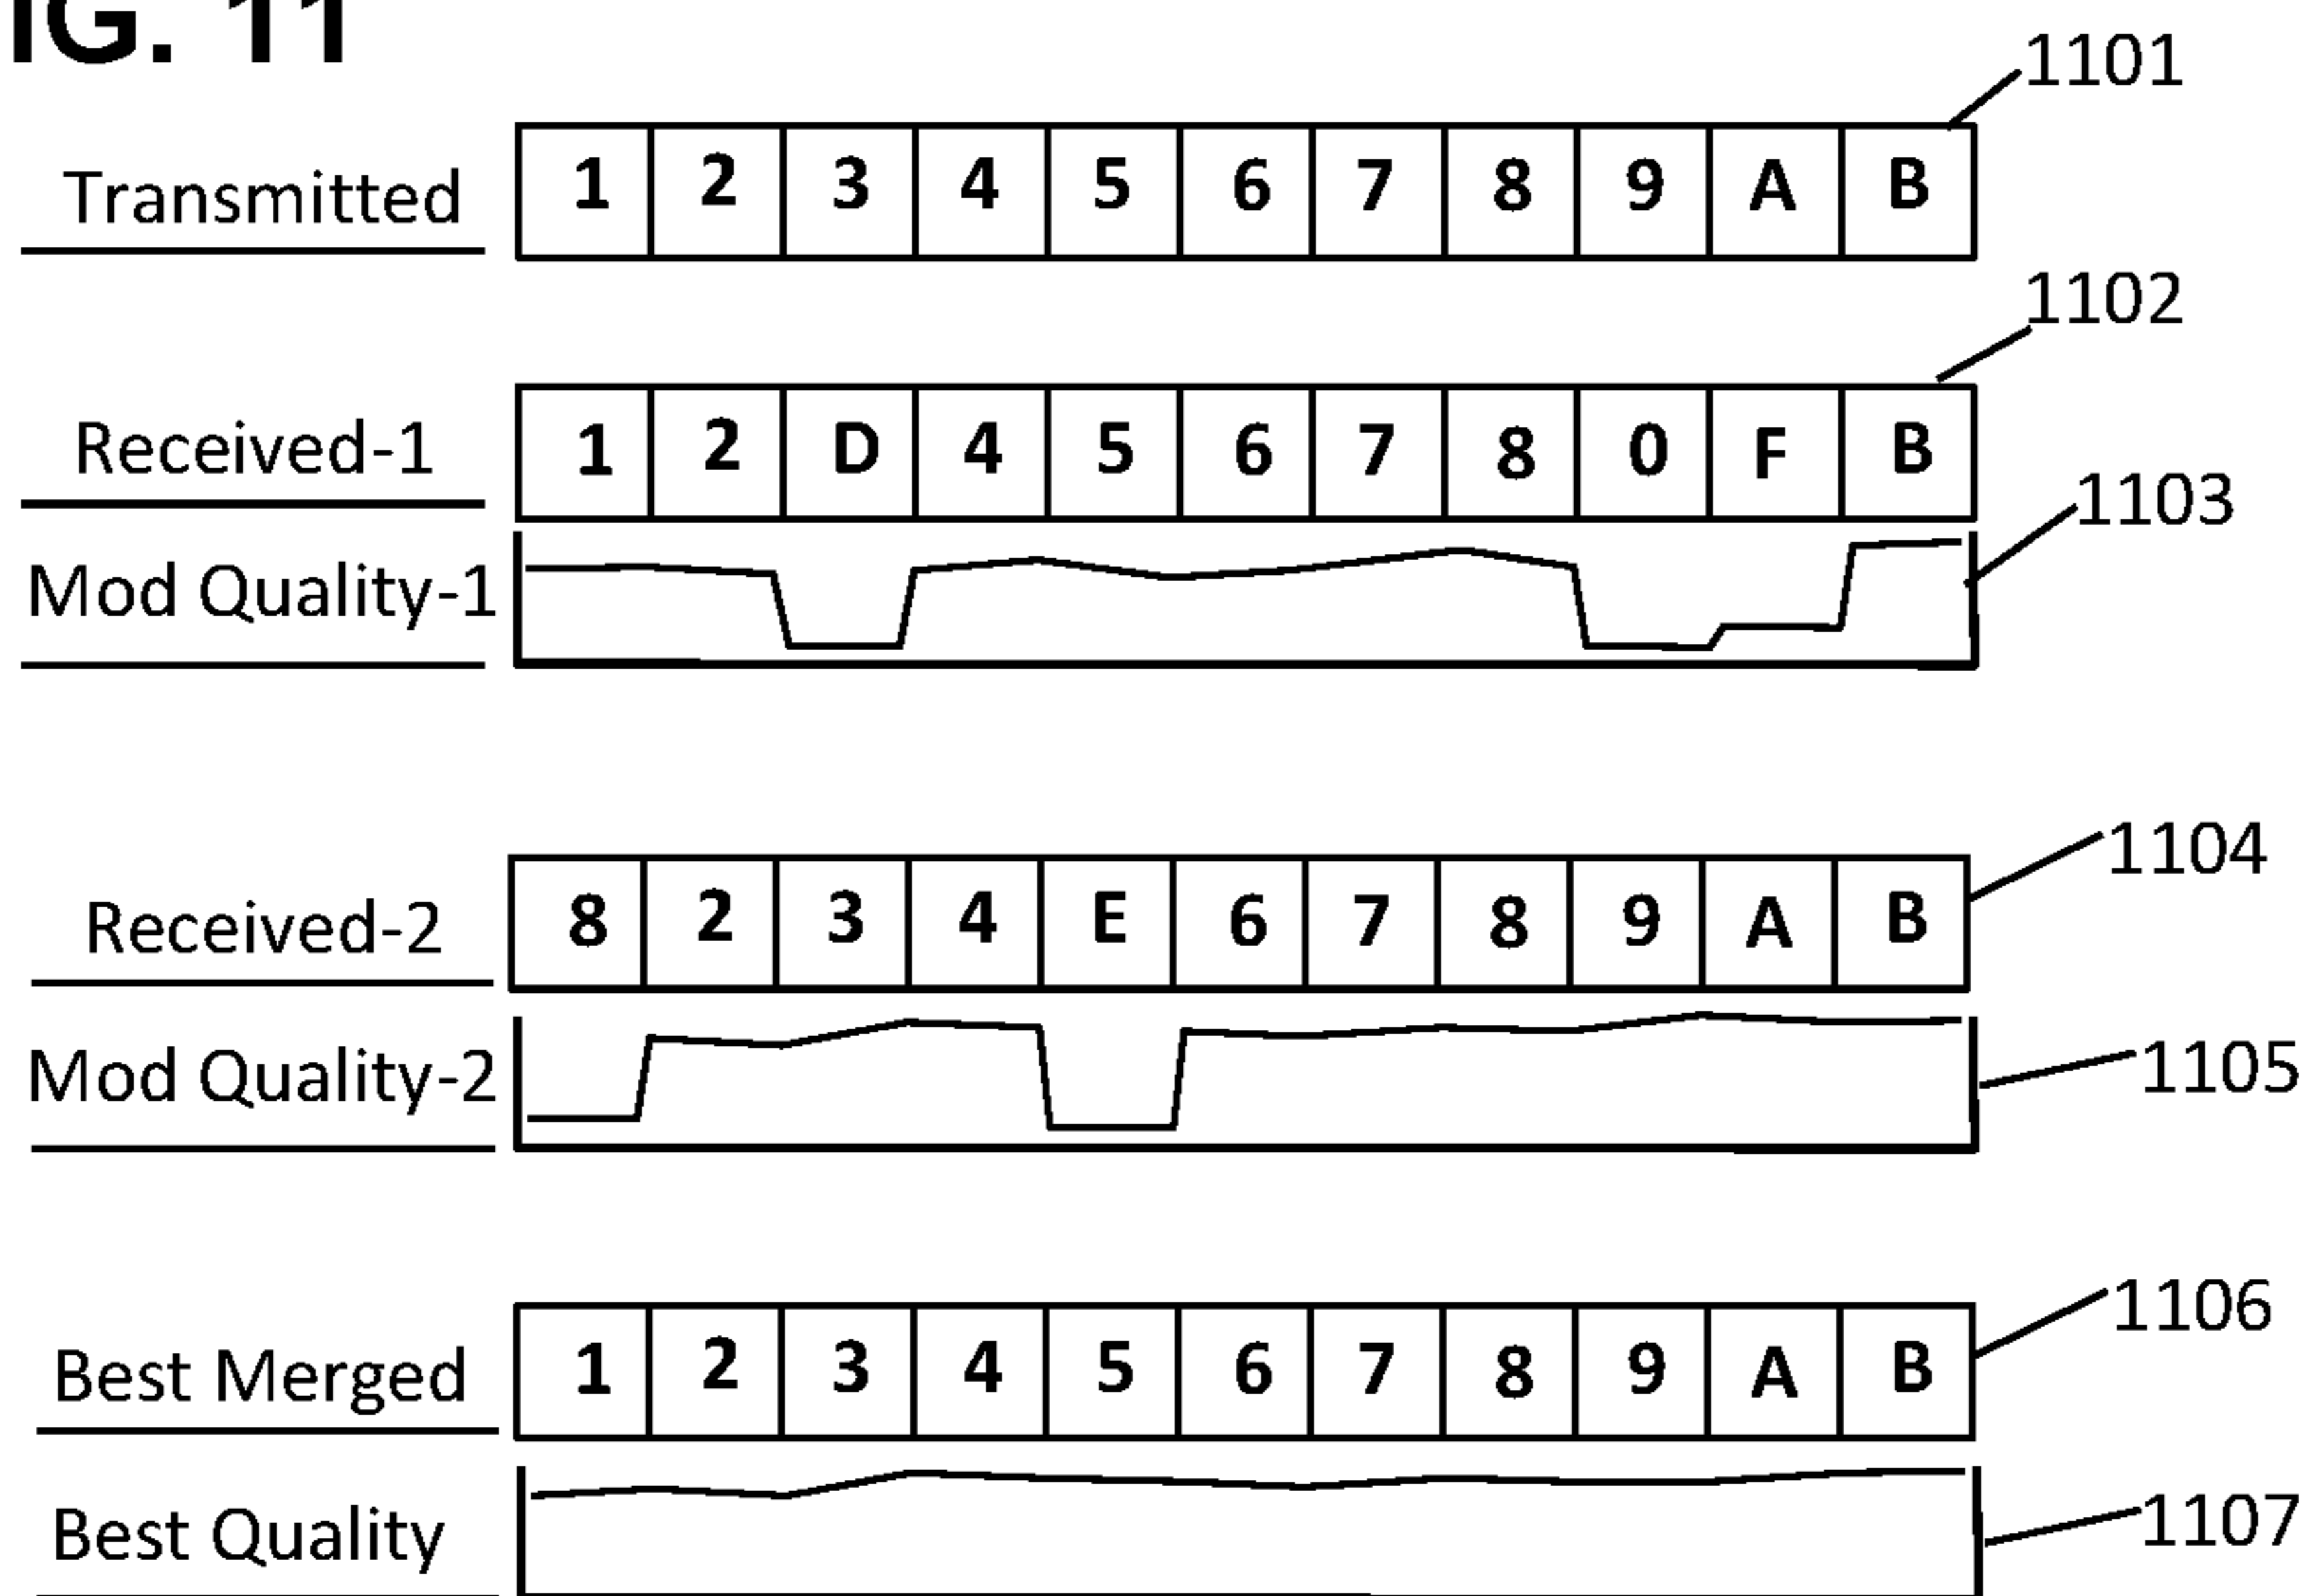 IG. 11
1101
Transmitted 1 2 3 4 5 6 7 8 9 A B
1102
Received-1 1 2 D 4 5 6 7 8 0 F B
1103
Mod Quality-1
1104
Received-2 8 2 3 4 E 6 7 8 9 A B
1105
Mod Quality-2
1106
Best Merged 1 2 3 4 5 6 7 8 9 A B
1107
Best Quality